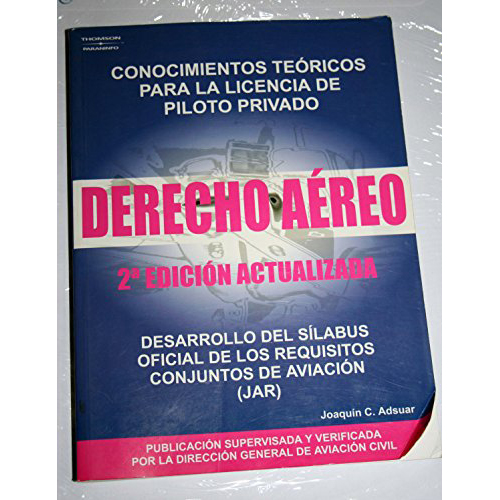 THOMSON
PARANINFO
CONOCIMIENTOS TEÓRICOS
PARA LA LICENCIA DE
PILOTO PRIVADO
DERECHO AÉREO
2ª EDICIÓN ACTUALIZADA
DESARROLLO DEL SÍLABUS
OFICIAL DE LOS REQUISITOS
CONJUNTOS DE AVIACIÓN
(JAR)
Joaquín C. Adsuar
PUBLICACIÓN SUPERVISADA Y VERIFICADA
POR LA DIRECCIÓN GENERAL DE AVIACIÓN CIVIL